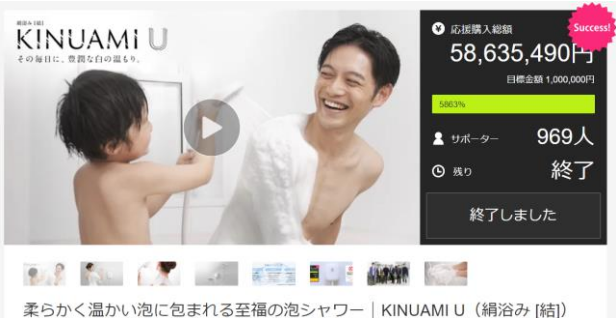 絹浴み [結]
KINUAMI U
その毎日に、豊潤な白の温もり。
Success!
応援購入総額
58,635,490円
目標金額 1,000,000円
5863%
サポーター
969人
残り
終了
終了しました
柔らかく温かい泡に包まれる至福の泡シャワー｜KINUAMI U（絹浴み [結]）